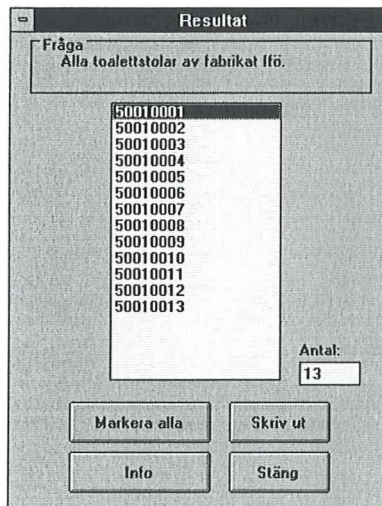 Resultat
Fråga
Alla toalettstolar av fabrikat Ifö.
50010001
50010002
50010003
50010004
50010005
50010006
50010007
50010008
50010009
50010010
50010011
50010012
50010013
Antal:
13
Markera alla
Skriv ut
Info
Stäng